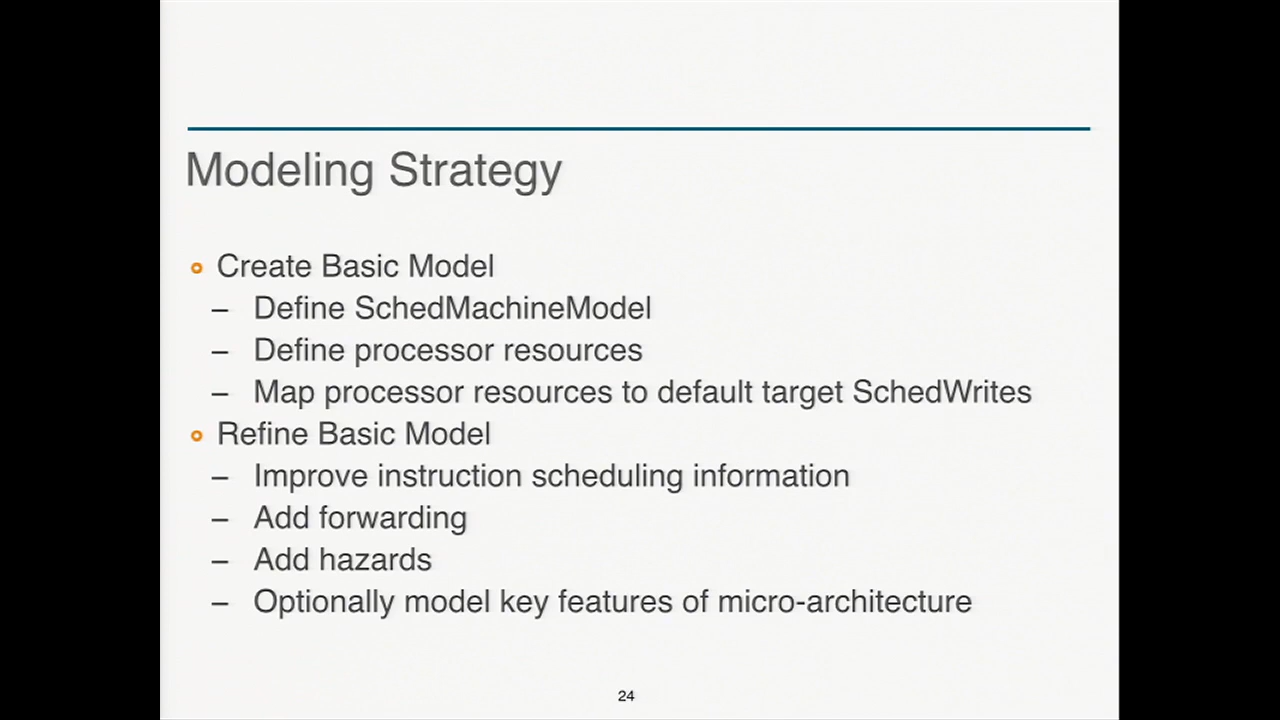 Modeling Strategy
Create Basic Model
– Define SchedMachineModel
– Define processor resources
– Map processor resources to default target SchedWrites
Refine Basic Model
– Improve instruction scheduling information
– Add forwarding
– Add hazards
– Optionally model key features of micro-architecture
24